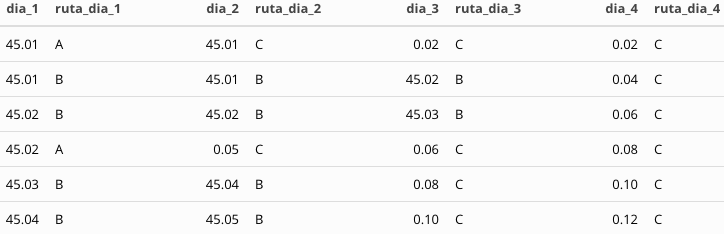 dia_1 ruta_dia_1 dia_2 ruta_dia_2 dia_3 ruta_dia_3 dia_4 ruta_dia_4
45.01 A 45.01 C 0.02 C 0.02 C
45.01 B 45.01 B 45.02 B 0.04 C
45.02 B 45.02 B 45.03 B 0.06 C
45.02 A 0.05 C 0.06 C 0.08 C
45.03 B 45.04 B 0.08 C 0.10 C
45.04 B 45.05 B 0.10 C 0.12 C